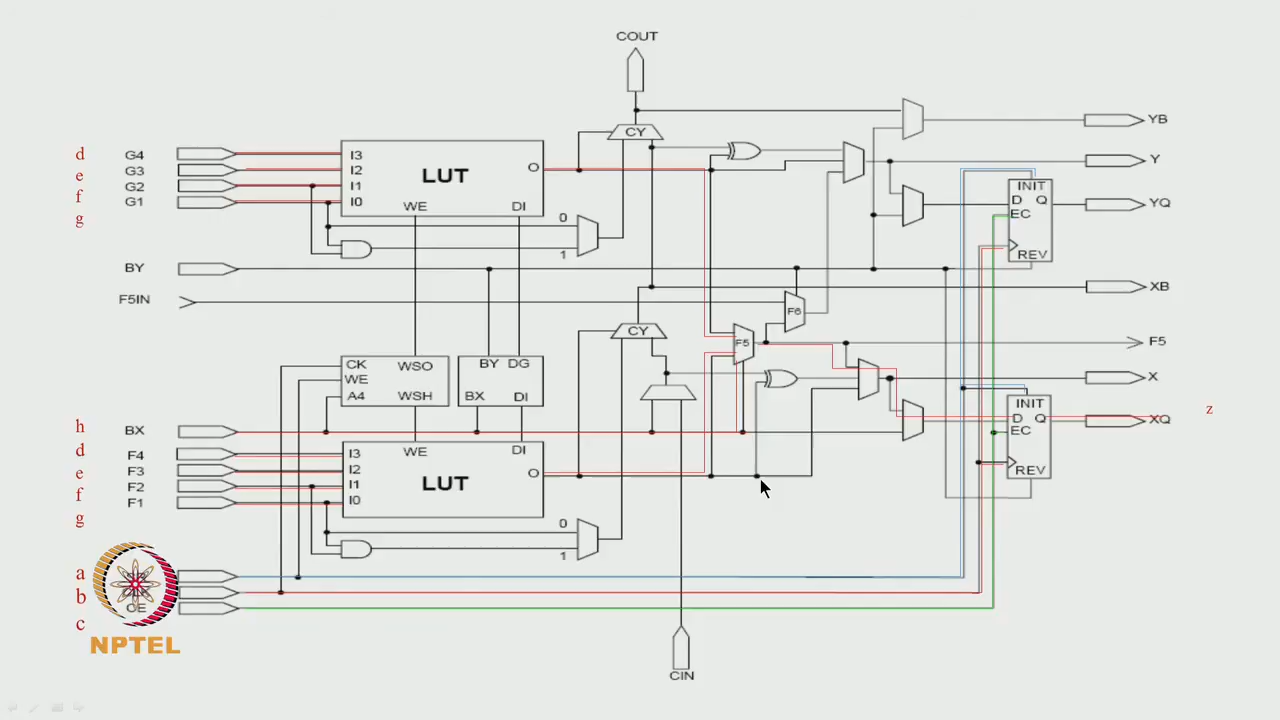 COUT
YB
d G4 I3
e G3 I2 LUT O Y
f G2 I1
g G1 I0
WE DI
CY
0
1
INIT
D Q
EC
REV
YQ
BY
F5IN
F6
XB
CY
F5 F5
CK WSO BY DG
WE
A4 WSH BX DI
X
INIT
D Q XQ z
EC
REV
h BX
d F4 I3 WE DI
e F3 I2 O
f F2 I1 LUT
g F1 I0
0
1
a
b
c CE
NPTEL
CIN